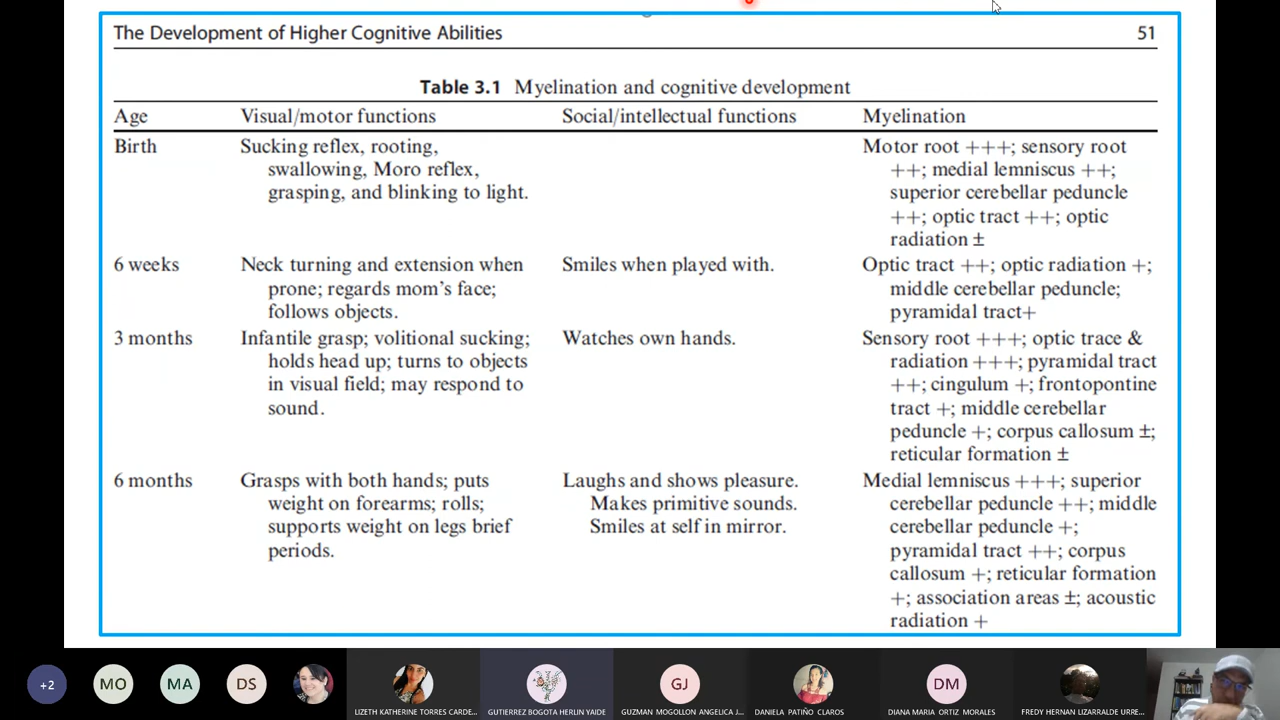 The Development of Higher Cognitive Abilities 51
Table 3.1 Myelination and cognitive development
Age Visual/motor functions Social/intellectual functions Myelination
Birth Sucking reflex, rooting, Motor root +++; sensory root
swallowing, Moro reflex, ++; medial lemniscus ++;
grasping, and blinking to light. superior cerebellar peduncle
++; optic tract ++; optic
radiation ±
6 weeks Neck turning and extension when Smiles when played with. Optic tract ++; optic radiation +;
prone; regards mom's face; middle cerebellar peduncle;
follows objects. pyramidal tract+
3 months Infantile grasp; volitional sucking; Watches own hands. Sensory root +++; optic trace &
holds head up; turns to objects radiation +++; pyramidal tract
in visual field; may respond to ++; cingulum +; frontopontine
sound. tract +; middle cerebellar
peduncle +; corpus callosum ±;
reticular formation ±
6 months Grasps with both hands; puts Laughs and shows pleasure. Medial lemniscus +++; superior
weight on forearms; rolls; Makes primitive sounds. cerebellar peduncle ++; middle
supports weight on legs brief Smiles at self in mirror. cerebellar peduncle +;
periods. pyramidal tract ++; corpus
callosum +; reticular formation
+; association areas ±; acoustic
radiation +
+2 MO MA DS GJ DM
LIZETH KATHERINE TORRES CARDE... GUTIERREZ BOGOTA HERLIN YAIDE GUZMAN MOGOLLON ANGELICA J... DANIELA PATIÑO CLAROS DIANA MARIA ORTIZ MORALES FREDY HERNAN LIZARRALDE URRE...